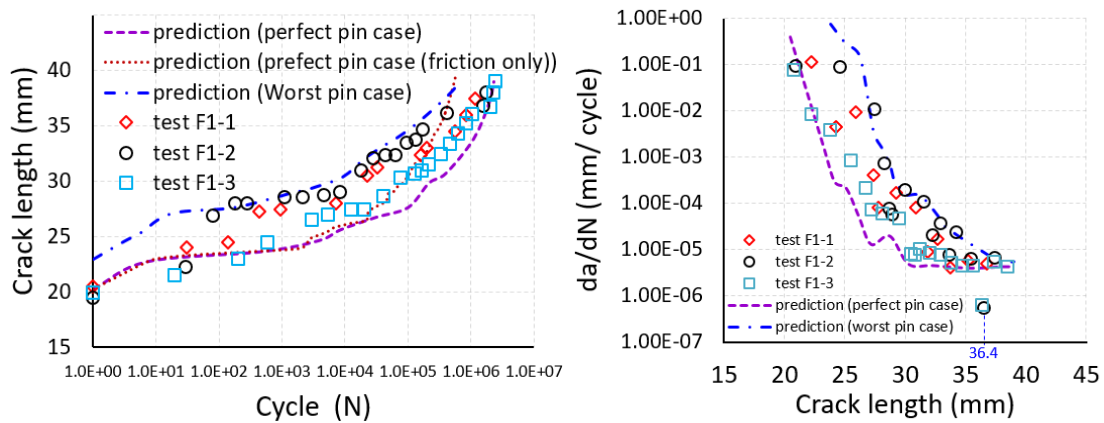 prediction (perfect pin case)
prediction (prefect pin case (friction only))
prediction (Worst pin case)
test F1-1
test F1-2
test F1-3
40
35
30
25
20
15
Crack length (mm)
1.0E+00 1.0E+01 1.0E+02 1.0E+03 1.0E+04 1.0E+05 1.0E+06 1.0E+07
Cycle (N)
1.00E+00
1.00E-01
1.00E-02
1.00E-03
1.00E-04
1.00E-05
1.00E-06
1.00E-07
da/dN (mm/ cycle)
test F1-1
test F1-2
test F1-3
prediction (perfect pin case)
prediction (worst pin case)
36.4
15 20 25 30 35 40 45
Crack length (mm)